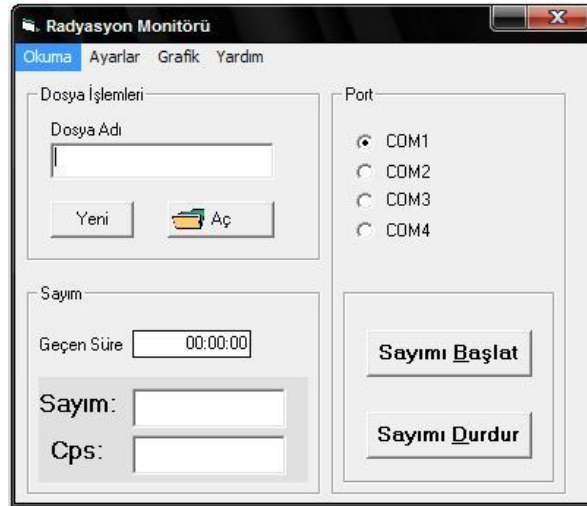 Radyasyon Monitörü
Okuma Ayarlar Grafik Yardım
Dosya İşlemleri
Dosya Adı
Yeni
Aç
Port
COM1
COM2
COM3
COM4
Sayım
Geçen Süre 00:00:00
Sayım:
Cps:
Sayımı Başlat
Sayımı Durdur